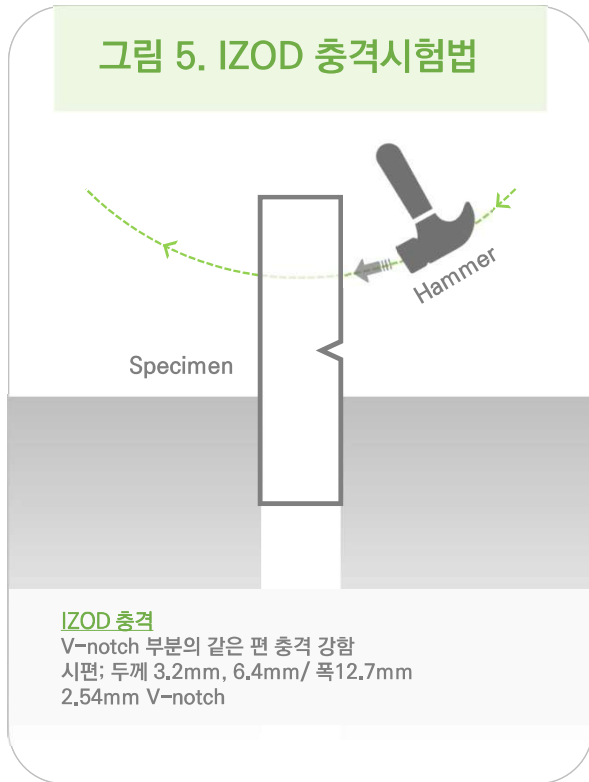 그림 5. IZOD 충격시험법
Hammer
Specimen
IZOD 충격
V-notch 부분의 같은 편 충격 강함
시편; 두께 3.2mm, 6.4mm/ 폭12.7mm
2.54mm V-notch